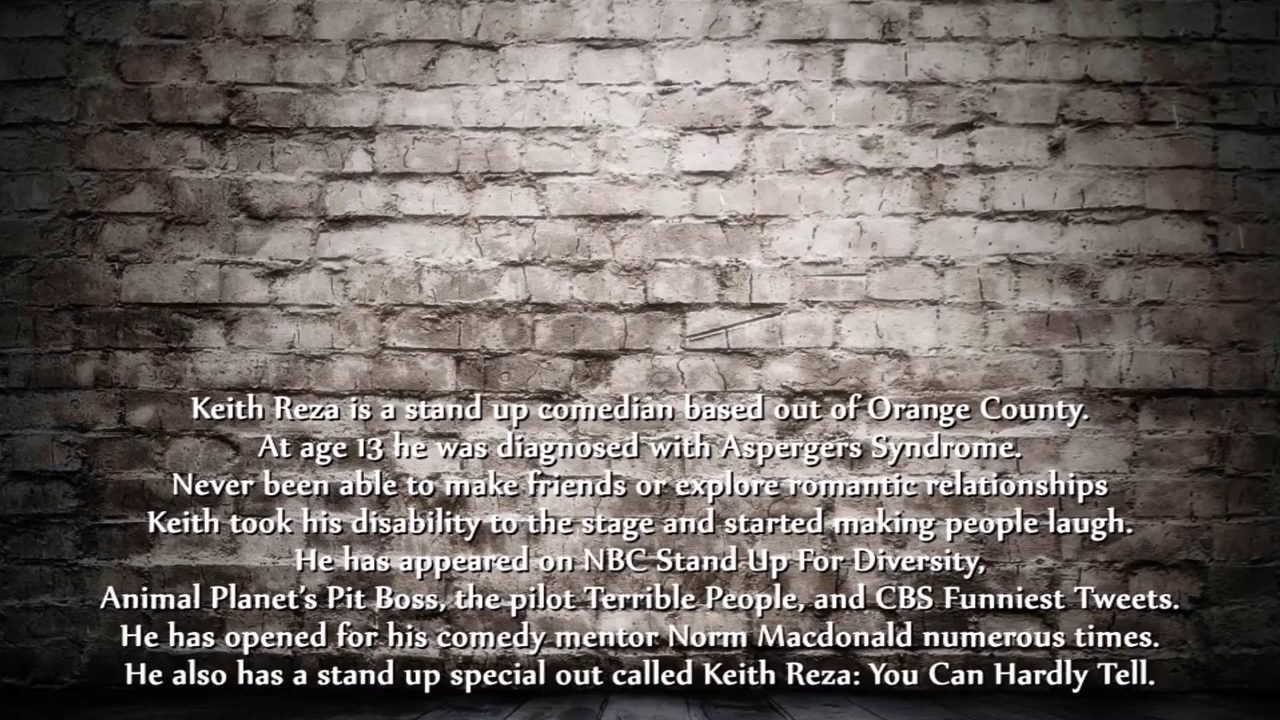 Keith Reza is a stand up comedian based out of Orange County.
At age 13 he was diagnosed with Aspergers Syndrome.
Never been able to make friends or explore romantic relationships
Keith took his disability to the stage and started making people laugh.
He has appeared on NBC Stand Up For Diversity,
Animal Planet's Pit Boss, the pilot Terrible People, and CBS Funniest Tweets.
He has opened for his comedy mentor Norm Macdonald numerous times.
He also has a stand up special out called Keith Reza: You Can Hardly Tell.